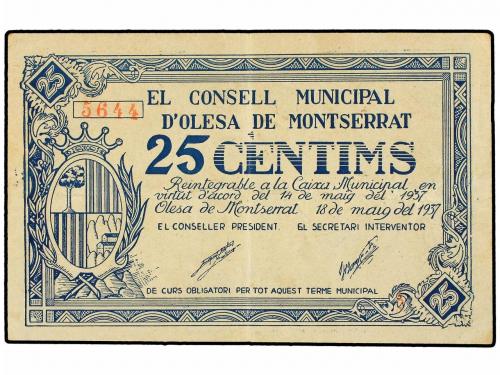 25
5644
EL CONSELL MUNICIPAL
D'OLESA DE MONTSERRAT
25 CENTIMS
Reintegrable a la Caixa Municipal, en
virtut d'acord del 14 de maig del 1937
Olesa de Montserrat 18 de maig del 1937
EL CONSELLER PRESIDENT. EL SECRETARI INTERVENTOR
DE CURS OBLIGATORI PER TOT AQUEST TERME MUNICIPAL
25